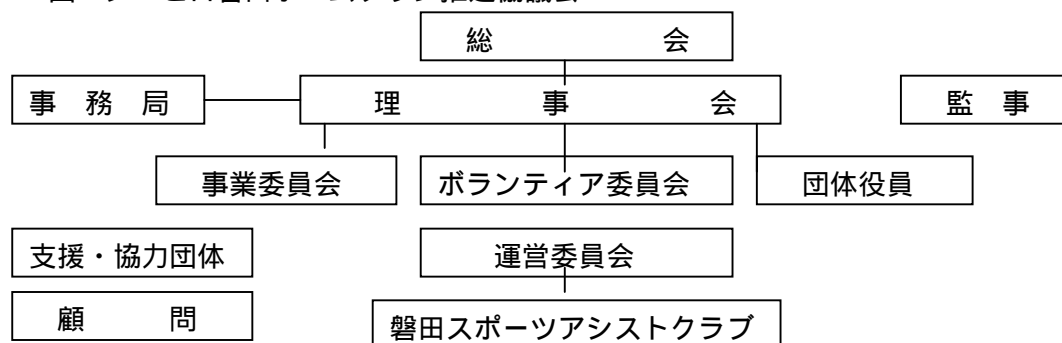 総 会
事 務 局 理 事 会 監 事
事業委員会 ボランティア委員会 団体役員
支援・協力団体 運営委員会
顧 問 磐田スポーツアシストクラブ